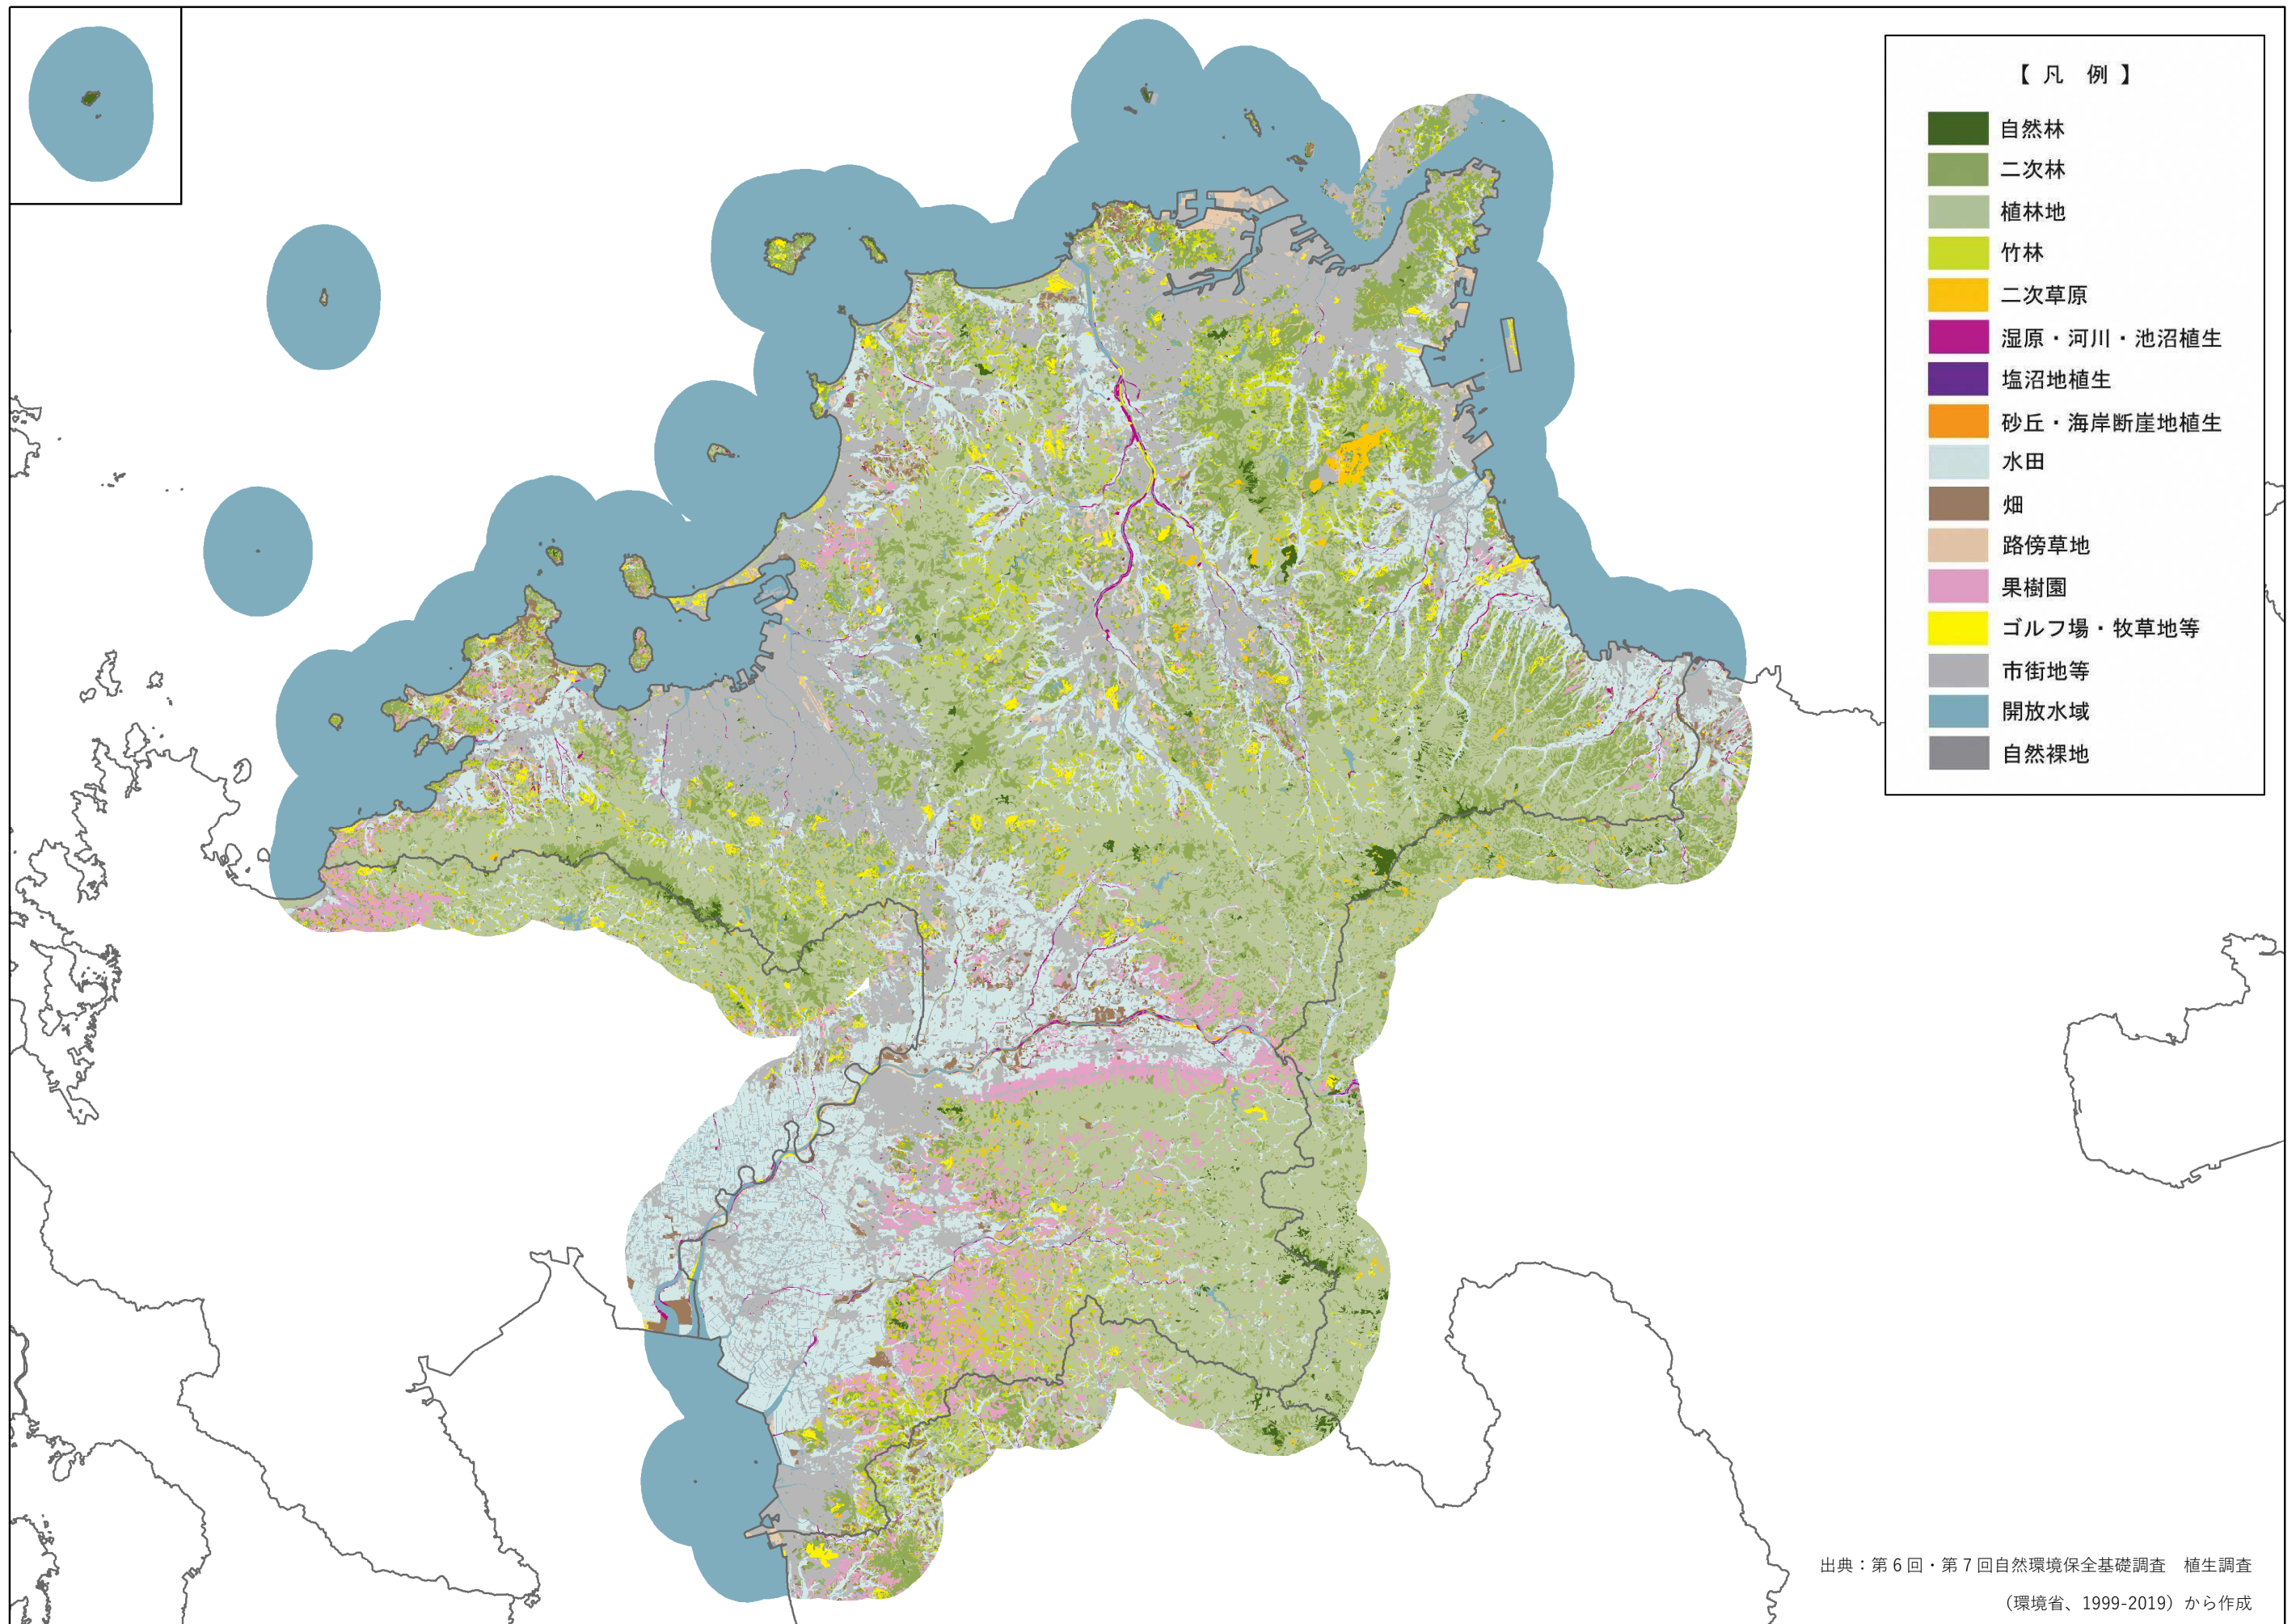 【 凡 例 】
自然林
二次林
植林地
竹林
二次草原
湿原・河川・池沼植生
塩沼地植生
砂丘・海岸断崖地植生
水田
畑
路傍草地
果樹園
ゴルフ場・牧草地等
市街地等
開放水域
自然裸地
出典：第６回・第７回自然環境保全基礎調査　植生調査
（環境省、1999-2019）から作成